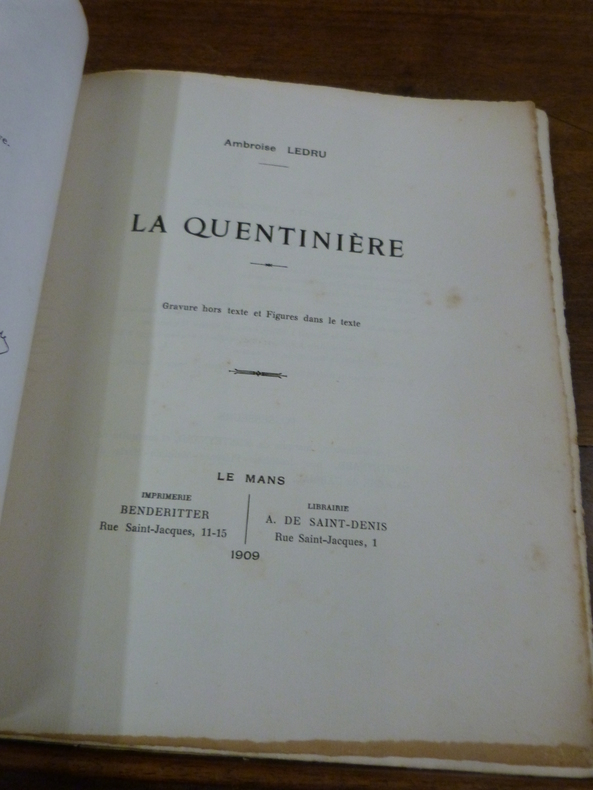 Ambroise LEDRU
LA QUENTINIÈRE
Gravure hors texte et Figures dans le texte
LE MANS
IMPRIMERIE
BENDERITTER
Rue Saint-Jacques, 11-15
LIBRAIRIE
A. DE SAINT-DENIS
Rue Saint-Jacques, 1
1909